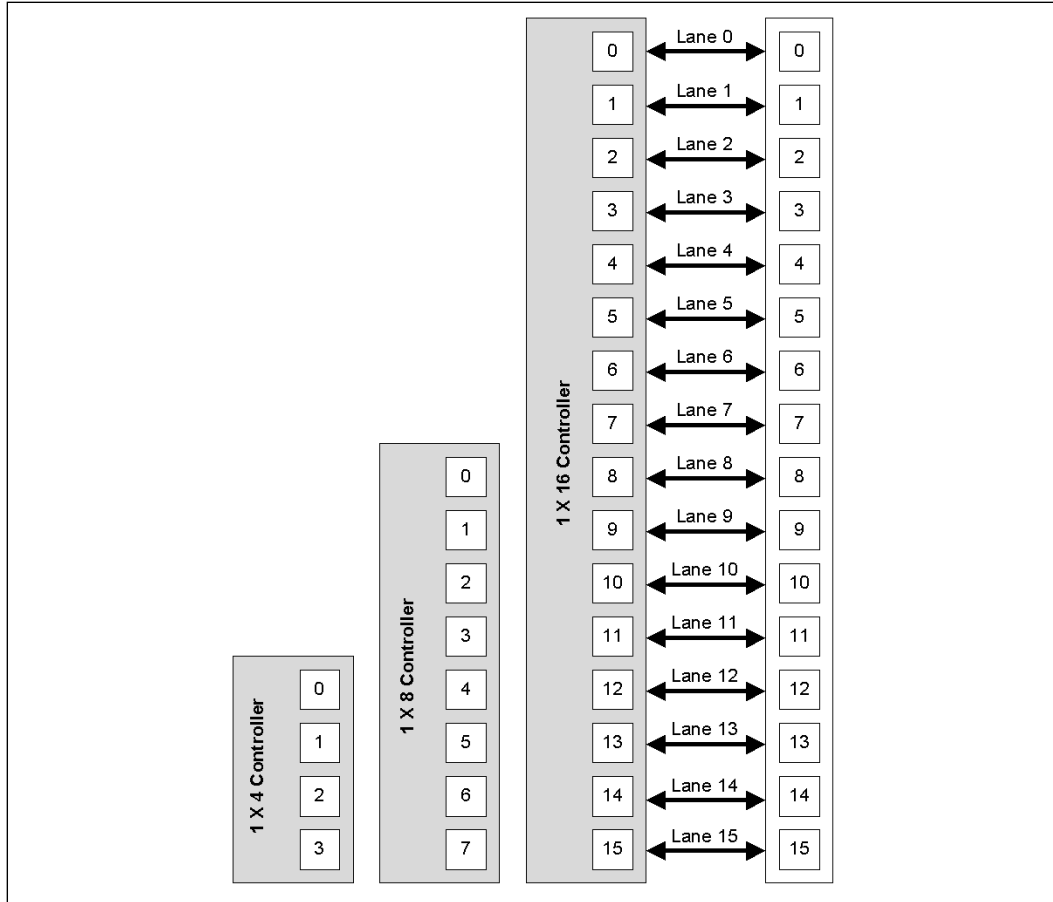 1 X 4 Controller
0
1
2
3
1 X 8 Controller
0
1
2
3
4
5
6
7
1 X 16 Controller
0 Lane 0 0
1 Lane 1 1
2 Lane 2 2
3 Lane 3 3
4 Lane 4 4
5 Lane 5 5
6 Lane 6 6
7 Lane 7 7
8 Lane 8 8
9 Lane 9 9
10 Lane 10 10
11 Lane 11 11
12 Lane 12 12
13 Lane 13 13
14 Lane 14 14
15 Lane 15 15